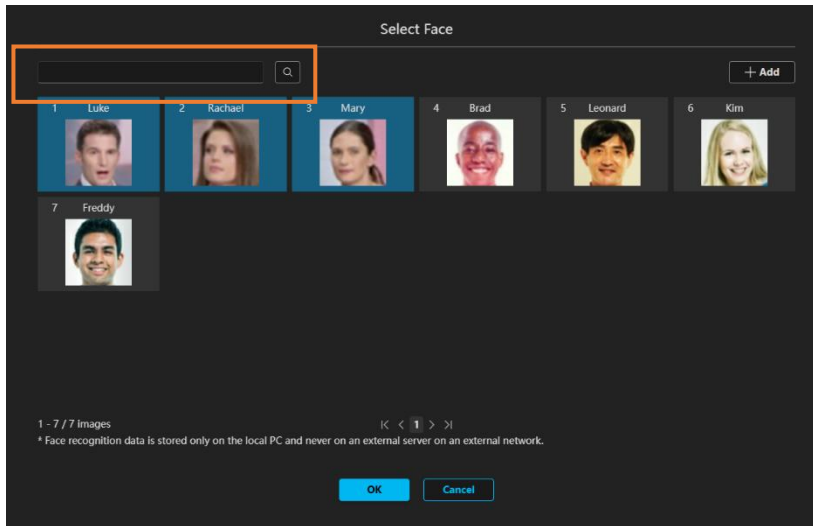 Select Face
+ Add
1 Luke
2 Rachael
3 Mary
4 Brad
5 Leonard
6 Kim
7 Freddy
1 - 7 / 7 images
1
* Face recognition data is stored only on the local PC and never on an external server on an external network.
OK
Cancel